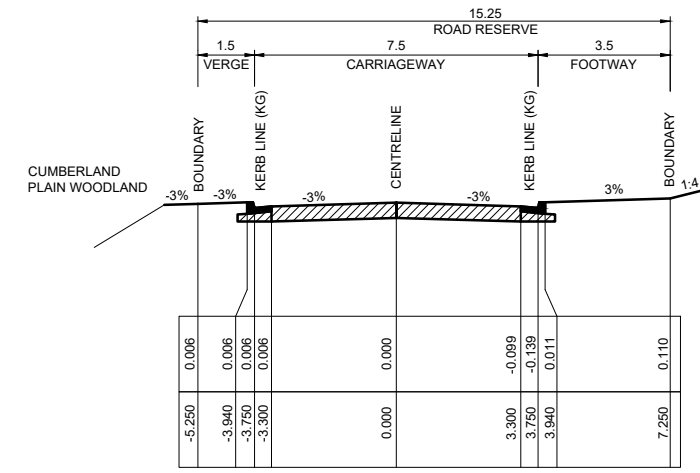 15.25
ROAD RESERVE
1.5
7.5
3.5
VERGE
CARRIAGEWAY
FOOTWAY
BOUNDARY
KERB LINE (KG)
CENTRELINE
KERB LINE (KG)
BOUNDARY
CUMBERLAND
PLAIN WOODLAND
-3%
-3%
-3%
-3%
3%
1:4
0.006
0.006
0.006
0.006
0.000
-0.099
-0.139
0.011
0.110
-5.250
-3.940
-3.750
-3.300
0.000
3.300
3.750
3.940
7.250